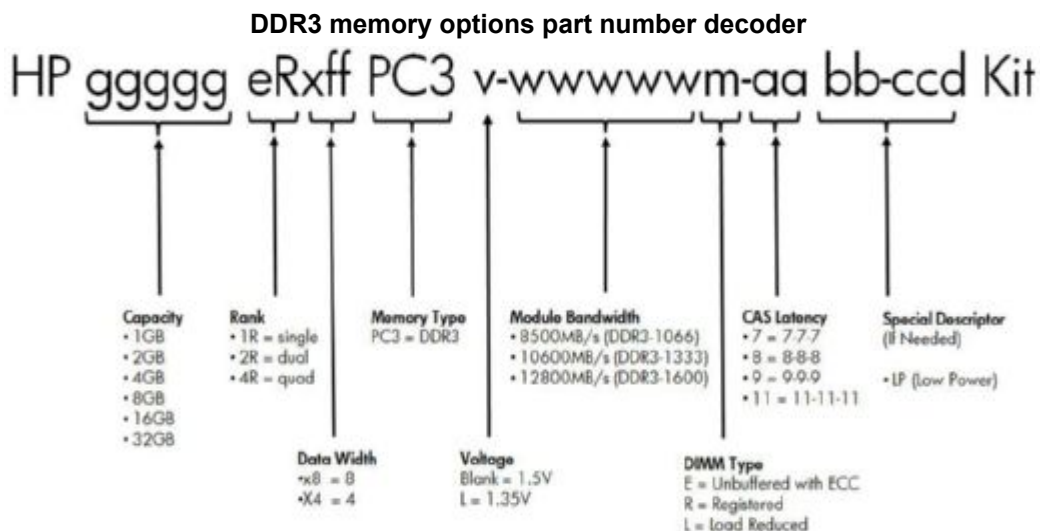 DDR3 memory options part number decoder
HP ggggg eRxff PC3 v-wwwwwm-aa bb-ccd Kit
Capacity
• 1GB
• 2GB
• 4GB
• 8GB
• 16GB
• 32GB
Rank
• 1R = single
• 2R = dual
• 4R = quad
Memory Type
PC3 = DDR3
Module Bandwidth
• 8500MB/s (DDR3-1066)
• 10600MB/s (DDR3-1333)
• 12800MB/s (DDR3-1600)
CAS Latency
• 7 = 7-7-7
• 8 = 8-8-8
• 9 = 9-9-9
• 11 = 11-11-11
Special Descriptor
(If Needed)
• LP (Low Power)
Data Width
•x8 = 8
•X4 = 4
Voltage
Blank = 1.5V
L = 1.35V
DIMM Type
E = Unbuffered with ECC
R = Registered
L = Load Reduced